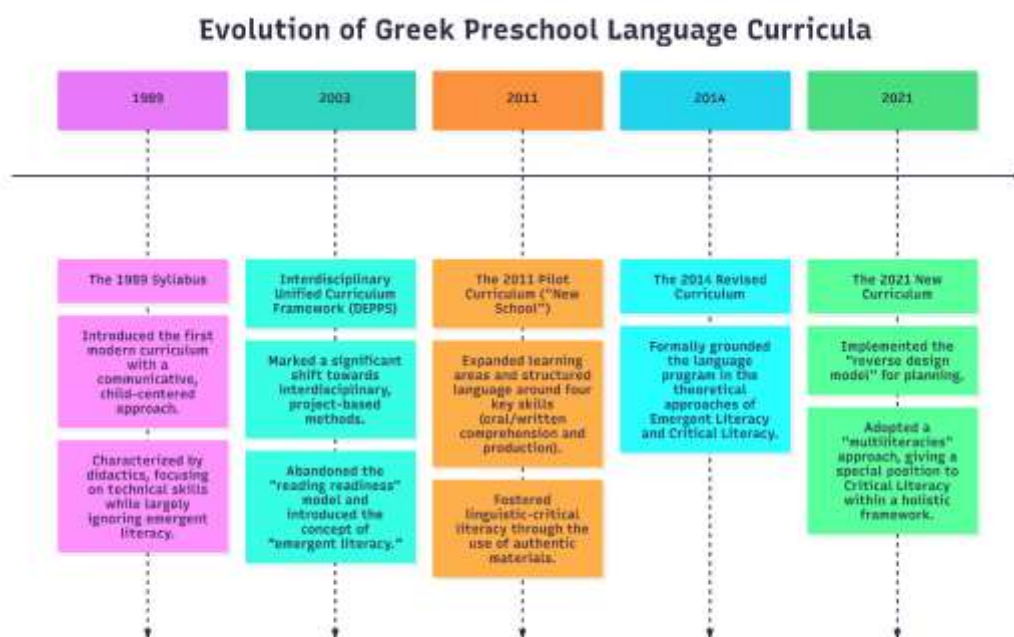 Evolution of Greek Preschool Language Curricula
1989
2003
2011
2014
2021
The 1989 Syllabus
Introduced the first
modern curriculum
with a
communicative,
child-centered
approach.
Characterized by
didactics, focusing
on technical skills
while largely
ignoring emergent
literacy.
Interdisciplinary
Unified Curriculum
Framework (DEPPS)
Marked a significant
shift towards
interdisciplinary,
project-based
methods.
Abandoned the
"reading readiness"
model and
introduced the
concept of
"emergent literacy."
The 2011 Pilot
Curriculum ("New
School")
Expanded learning
areas and structured
language around four
key skills
(oral/written
comprehension and
production).
Fostered
linguistic-critical
literacy through the
use of authentic
materials.
The 2014 Revised
Curriculum
Formally grounded
the language
program in the
theoretical
approaches of
Emergent Literacy
and Critical Literacy.
The 2021 New
Curriculum
Implemented the
"reverse design
model" for planning.
Adopted a
"multiliteracies"
approach, giving a
special position to
Critical Literacy
within a holistic
framework.